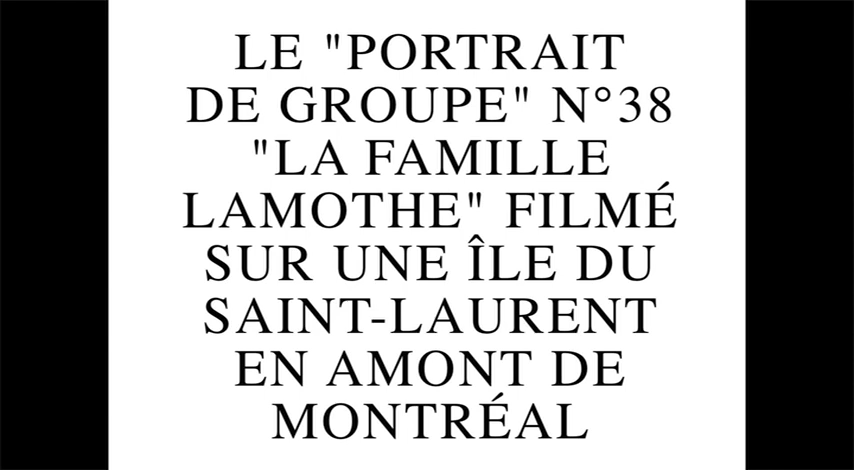 LE "PORTRAIT
DE GROUPE" N°38
"LA FAMILLE
LAMOTHE" FILMÉ
SUR UNE ÎLE DU
SAINT-LAURENT
EN AMONT DE
MONTRÉAL